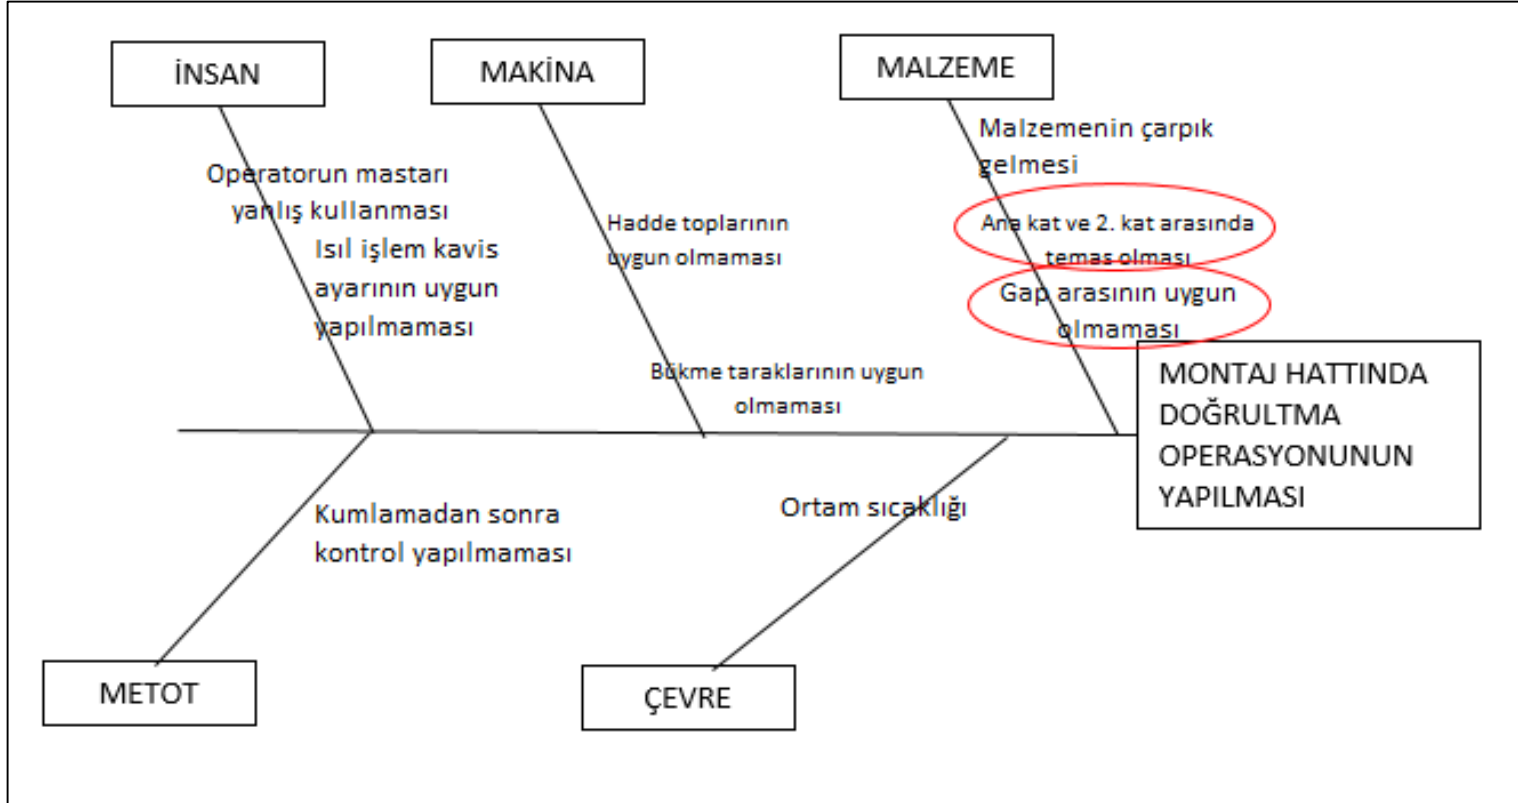 İNSAN
MAKİNA
MALZEME
Operatorun mastarı
yanlış kullanması
Isıl işlem kavis
ayarının uygun
yapılmaması
Hadde toplarının
uygun olmaması
Bükme taraklarının uygun
olmaması
Malzemenin çarpık
gelmesi
Ana kat ve 2. kat arasında
temas olması
Gap arasının uygun
olmaması
MONTAJ HATTINDA
DOĞRULTMA
OPERASYONUNUN
YAPILMASI
Kumlamadan sonra
kontrol yapılmaması
Ortam sıcaklığı
METOT
ÇEVRE